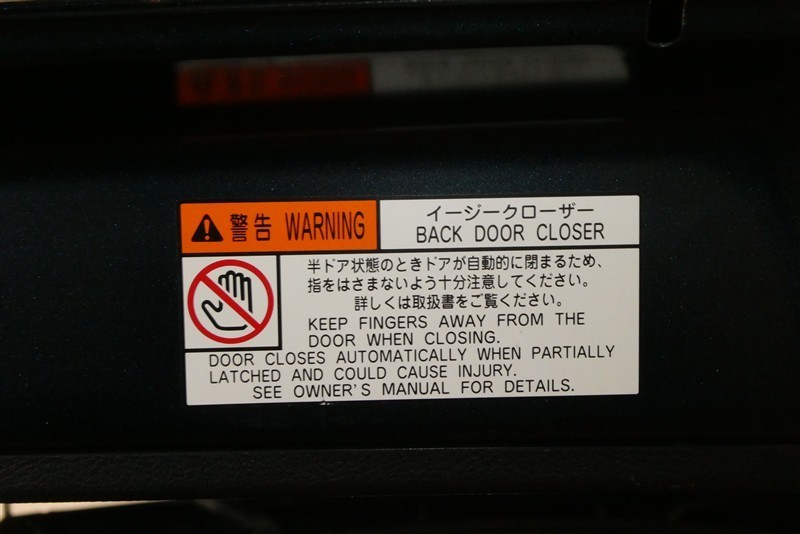 警告 WARNING
イージークローザー
BACK DOOR CLOSER
半ドア状態のときドアが自動的に閉まるため、
指をはさまないよう十分注意してください。
詳しくは取扱書をご覧ください。
KEEP FINGERS AWAY FROM THE
DOOR WHEN CLOSING.
DOOR CLOSES AUTOMATICALLY WHEN PARTIALLY
LATCHED AND COULD CAUSE INJURY.
SEE OWNER'S MANUAL FOR DETAILS.